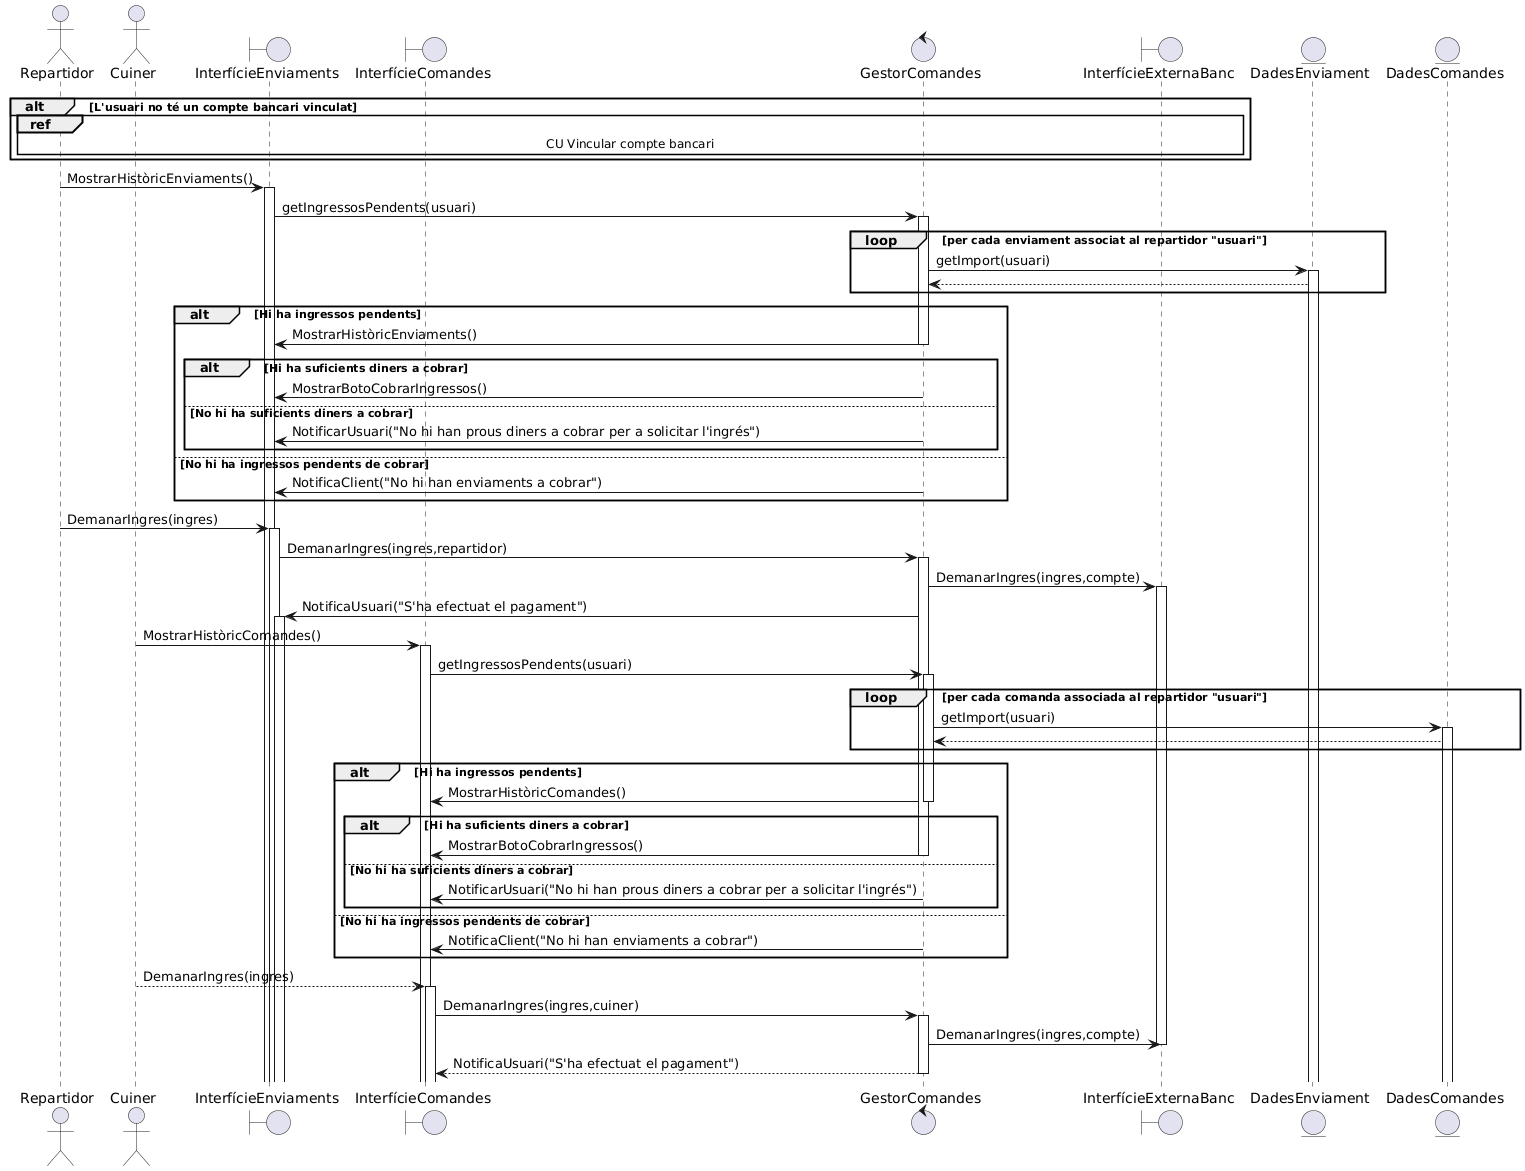 Repartidor Cuiner InterfícieEnviaments InterfícieComandes GestorComandes InterfícieExternaBanc DadesEnviament DadesComandes
alt [L'usuari no té un compte bancari vinculat]
ref
CU Vincular compte bancari
MostrarHistòricEnviaments()
getIngressosPendents(usuari)
loop [per cada enviament associat al repartidor "usuari"]
getImport(usuari)
alt [Hi ha ingressos pendents]
MostrarHistòricEnviaments()
alt [Hi ha suficients diners a cobrar]
MostrarBotoCobrarIngressos()
[No hi ha suficients diners a cobrar]
NotificarUsuari("No hi han prous diners a cobrar per a solicitar l'ingrés")
[No hi ha ingressos pendents de cobrar]
NotificaClient("No hi han enviaments a cobrar")
DemanarIngres(ingres)
DemanarIngres(ingres,repartidor)
DemanarIngres(ingres,compte)
NotificaUsuari("S'ha efectuat el pagament")
MostrarHistòricComandes()
getIngressosPendents(usuari)
loop [per cada comanda associada al repartidor "usuari"]
getImport(usuari)
alt [Hi ha ingressos pendents]
MostrarHistòricComandes()
alt [Hi ha suficients diners a cobrar]
MostrarBotoCobrarIngressos()
[No hi ha suficients diners a cobrar]
NotificarUsuari("No hi han prous diners a cobrar per a solicitar l'ingrés")
[No hi ha ingressos pendents de cobrar]
NotificaClient("No hi han enviaments a cobrar")
DemanarIngres(ingres)
DemanarIngres(ingres,cuiner)
DemanarIngres(ingres,compte)
NotificaUsuari("S'ha efectuat el pagament")
Repartidor Cuiner InterfícieEnviaments InterfícieComandes GestorComandes InterfícieExternaBanc DadesEnviament DadesComandes